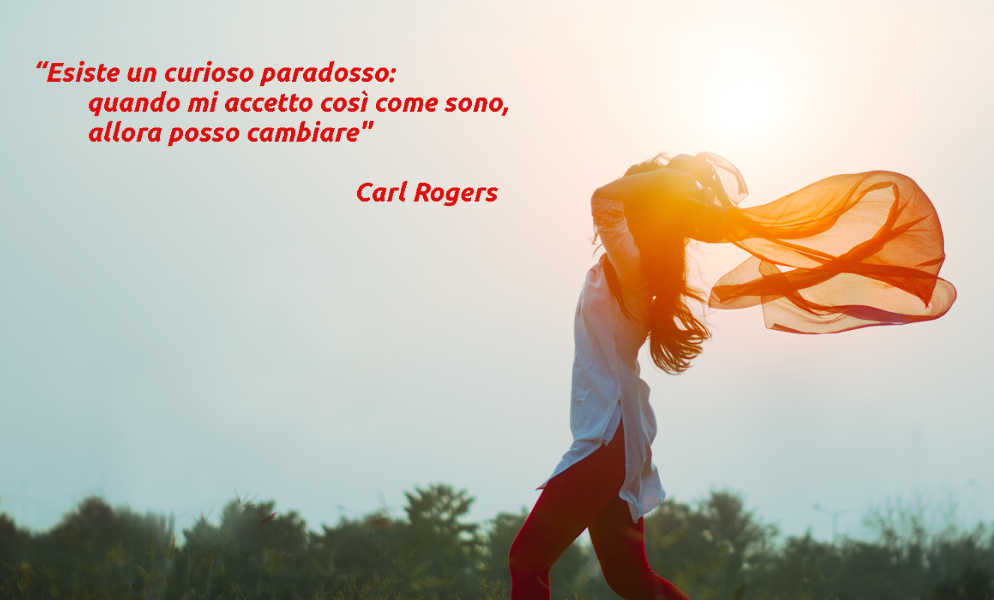 “Esiste un curioso paradosso:
quando mi accetto così come sono,
allora posso cambiare"
Carl Rogers